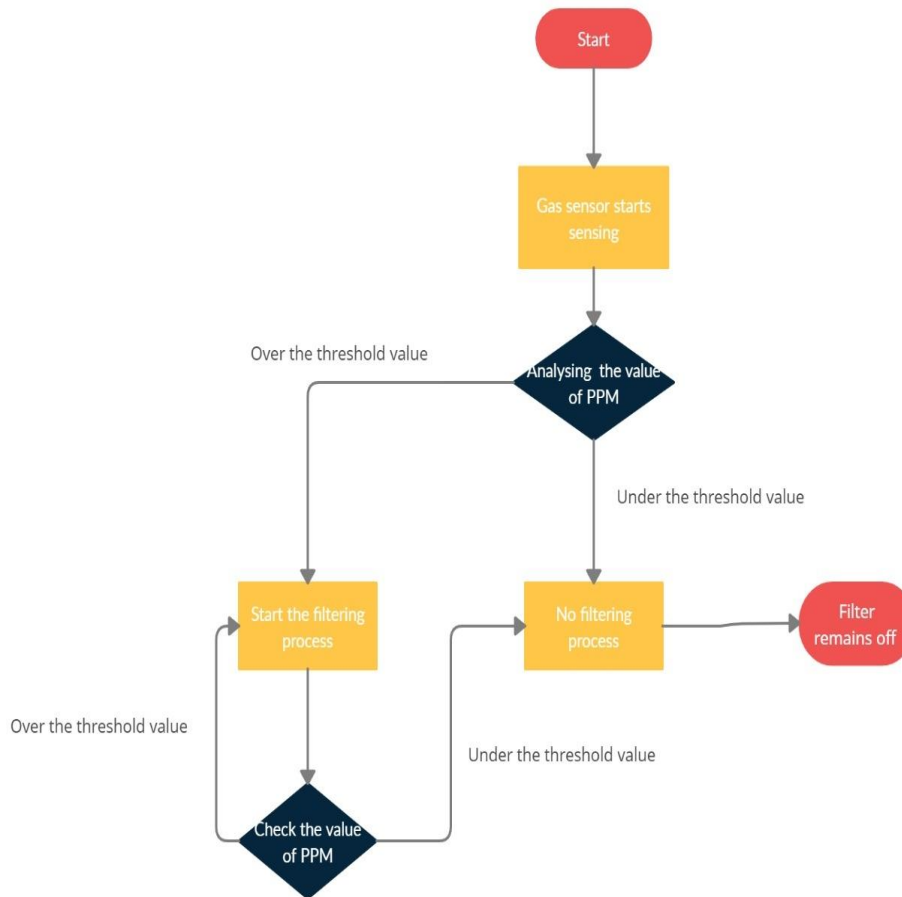 Start
Gas sensor starts
sensing
Over the threshold value
Analysing  the value
of PPM
Under the threshold value
Start the filtering
process
No filtering
process
Filter
remains off
Over the threshold value
Under the threshold value
Check the value
of PPM